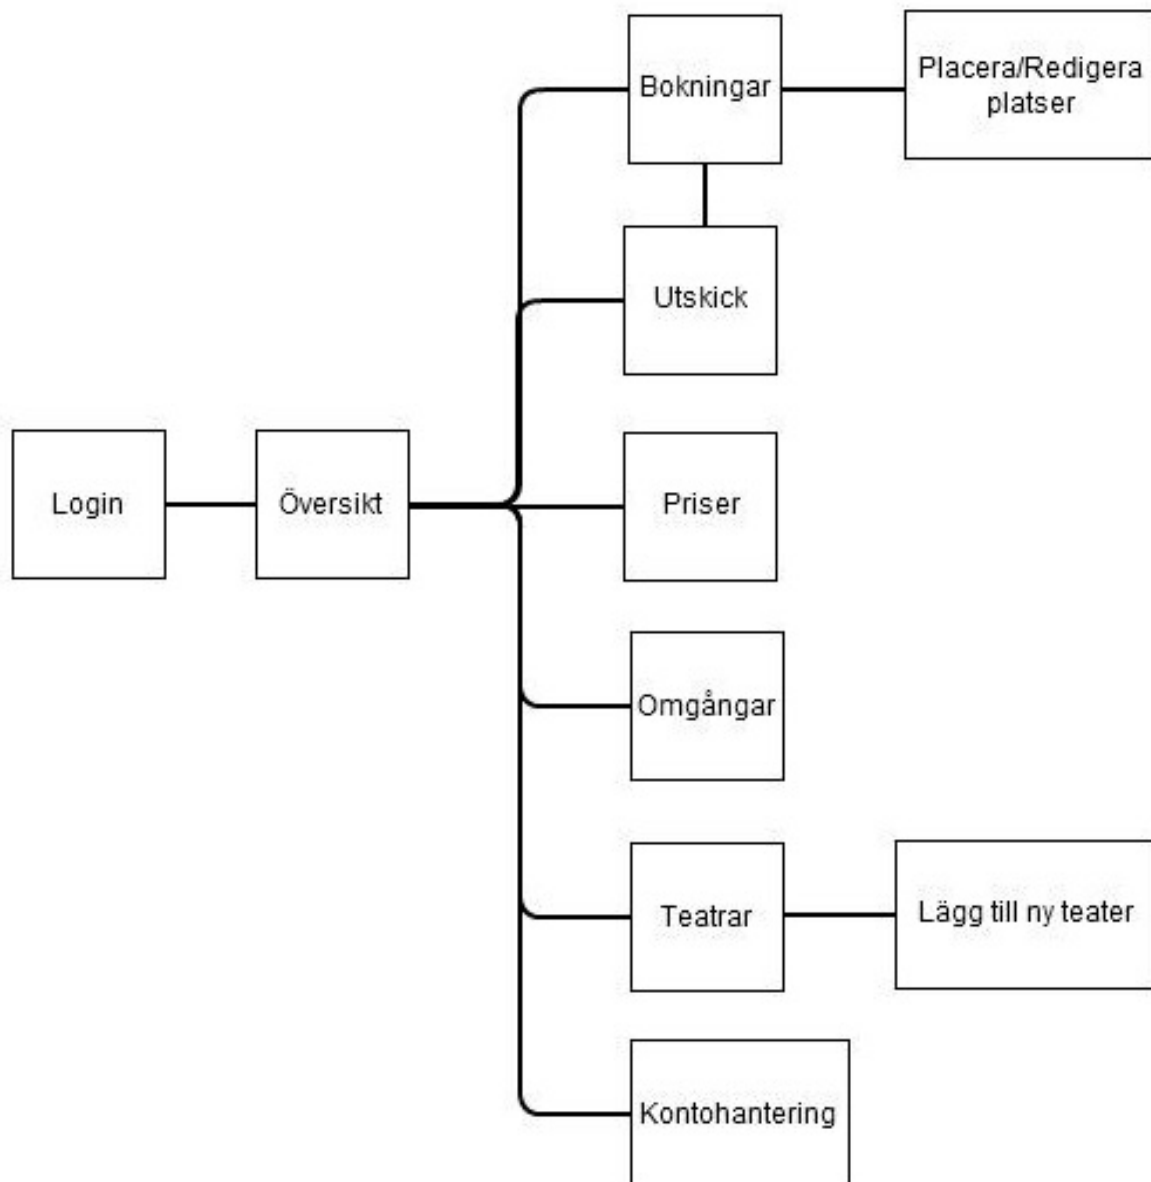 Bokningar
Placera/Redigera
platser
Utskick
Login
Översikt
Priser
Omgångar
Teatrar
Lägg till ny teater
Kontohantering